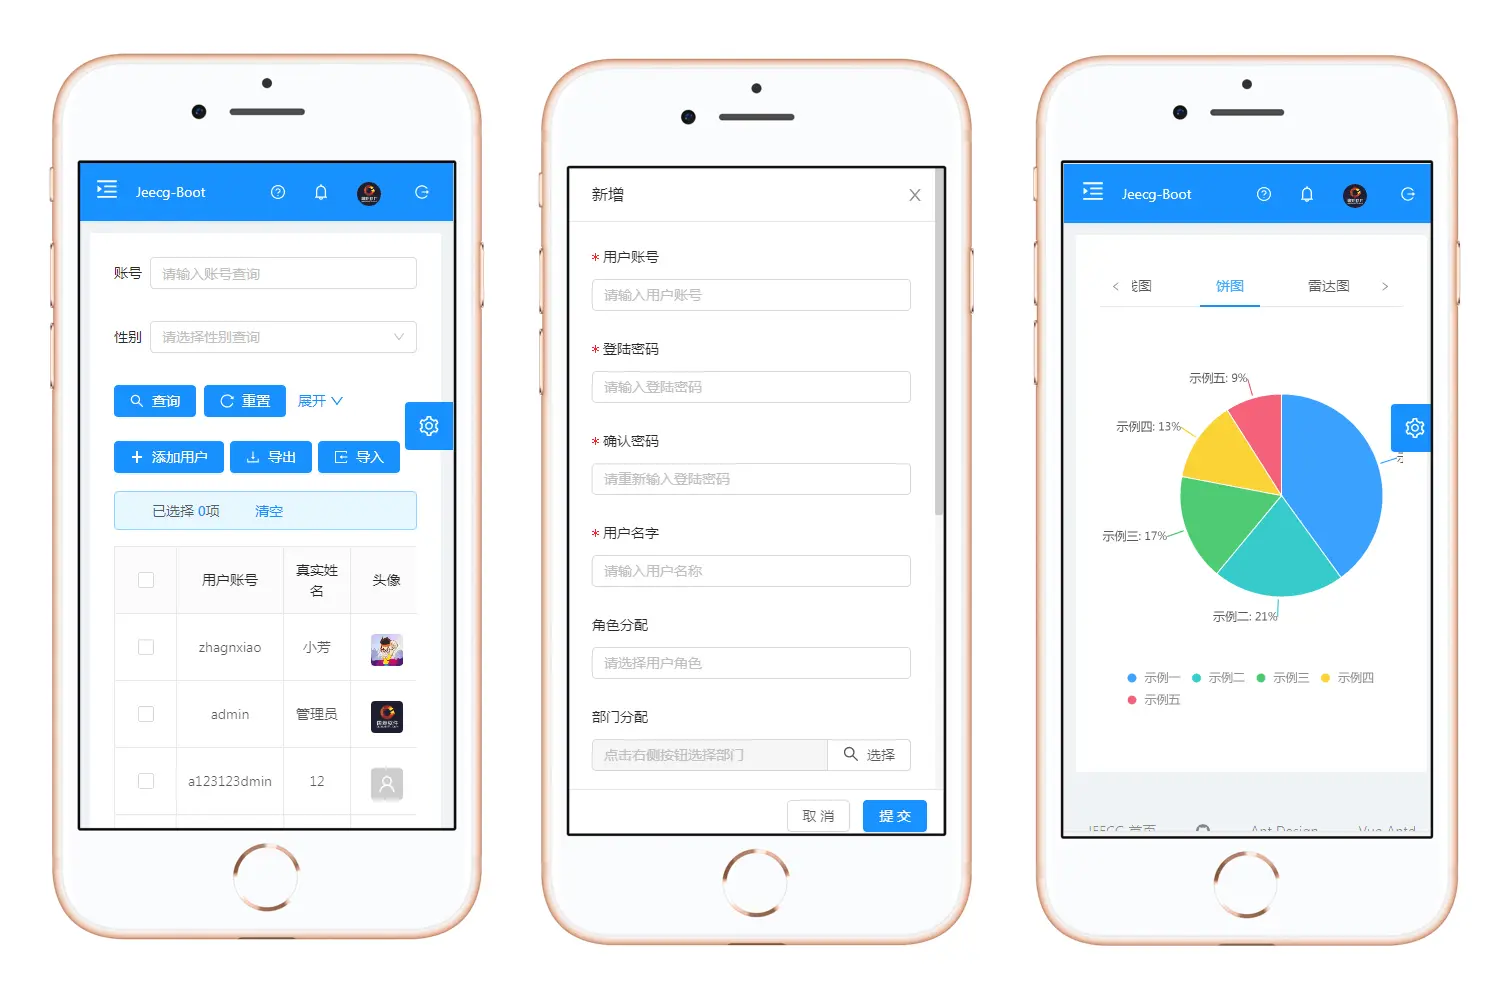 Jeecg-Boot
账号
请输入账号查询
性别
请选择性别查询
查询
重置
展开
添加用户
导出
导入
已选择 0项
清空
用户账号
真实姓名
头像
zhagnxiao
小芳
admin
管理员
a123123dmin
12
新增
* 用户账号
请输入用户账号
* 登陆密码
请输入登陆密码
* 确认密码
请重新输入登陆密码
* 用户名字
请输入用户名称
角色分配
请选择用户角色
部门分配
点击右侧按钮选择部门
选择
取 消
提 交
Jeecg-Boot
线图
饼图
雷达图
示例五: 9%
示例四: 13%
示例三: 17%
示例二: 21%
示例一
示例二
示例三
示例四
示例五
JEECG 首页
Ant Design
Vue Antd